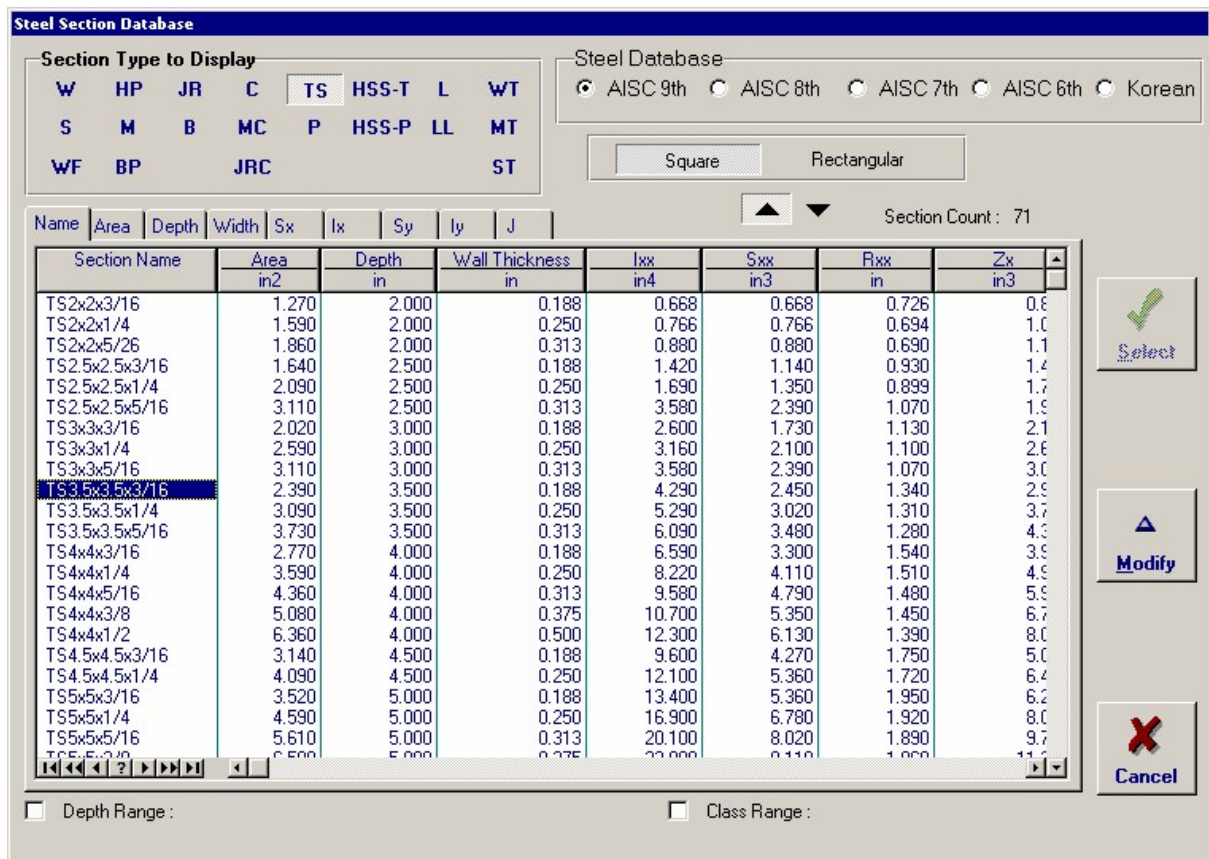 Steel Section Database
Section Type to Display
W HP JR C TS HSS-T L WT
S M B MC P HSS-P LL MT
WF BP JRC ST
Steel Database
AISC 9th AISC 8th AISC 7th AISC 6th Korean
Square Rectangular
Section Count : 71
Name Area Depth Width Sx Ix Sy Iy J
Section Name Area Depth Wall Thickness Ixx Sxx Rxx Zx
in2 in in in4 in3 in in3
TS2x2x3/16 1.270 2.000 0.188 0.668 0.668 0.726
TS2x2x1/4 1.590 2.000 0.250 0.766 0.766 0.694
TS2x2x5/26 1.860 2.000 0.313 0.880 0.880 0.690
TS2.5x2.5x3/16 1.640 2.500 0.188 1.420 1.140 0.930
TS2.5x2.5x1/4 2.090 2.500 0.250 1.690 1.350 0.899
TS2.5x2.5x5/16 3.110 2.500 0.313 3.580 2.390 1.070
TS3x3x3/16 2.020 3.000 0.188 2.600 1.730 1.130
TS3x3x1/4 2.590 3.000 0.250 3.160 2.100 1.100
TS3x3x5/16 3.110 3.000 0.313 3.580 2.390 1.070
TS3.5x3.5x3/16 2.390 3.500 0.188 4.290 2.450 1.340
TS3.5x3.5x1/4 3.090 3.500 0.250 5.290 3.020 1.310
TS3.5x3.5x5/16 3.730 3.500 0.313 6.090 3.480 1.280
TS4x4x3/16 2.770 4.000 0.188 6.590 3.300 1.540
TS4x4x1/4 3.590 4.000 0.250 8.220 4.110 1.510
TS4x4x5/16 4.360 4.000 0.313 9.580 4.790 1.480
TS4x4x3/8 5.080 4.000 0.375 10.700 5.350 1.450
TS4x4x1/2 6.360 4.000 0.500 12.300 6.130 1.390
TS4.5x4.5x3/16 3.140 4.500 0.188 9.600 4.270 1.750
TS4.5x4.5x1/4 4.090 4.500 0.250 12.100 5.360 1.720
TS5x5x3/16 3.520 5.000 0.188 13.400 5.360 1.950
TS5x5x1/4 4.590 5.000 0.250 16.900 6.780 1.920
TS5x5x5/16 5.610 5.000 0.313 20.100 8.020 1.890
Select
Modify
Cancel
Depth Range :
Class Range :